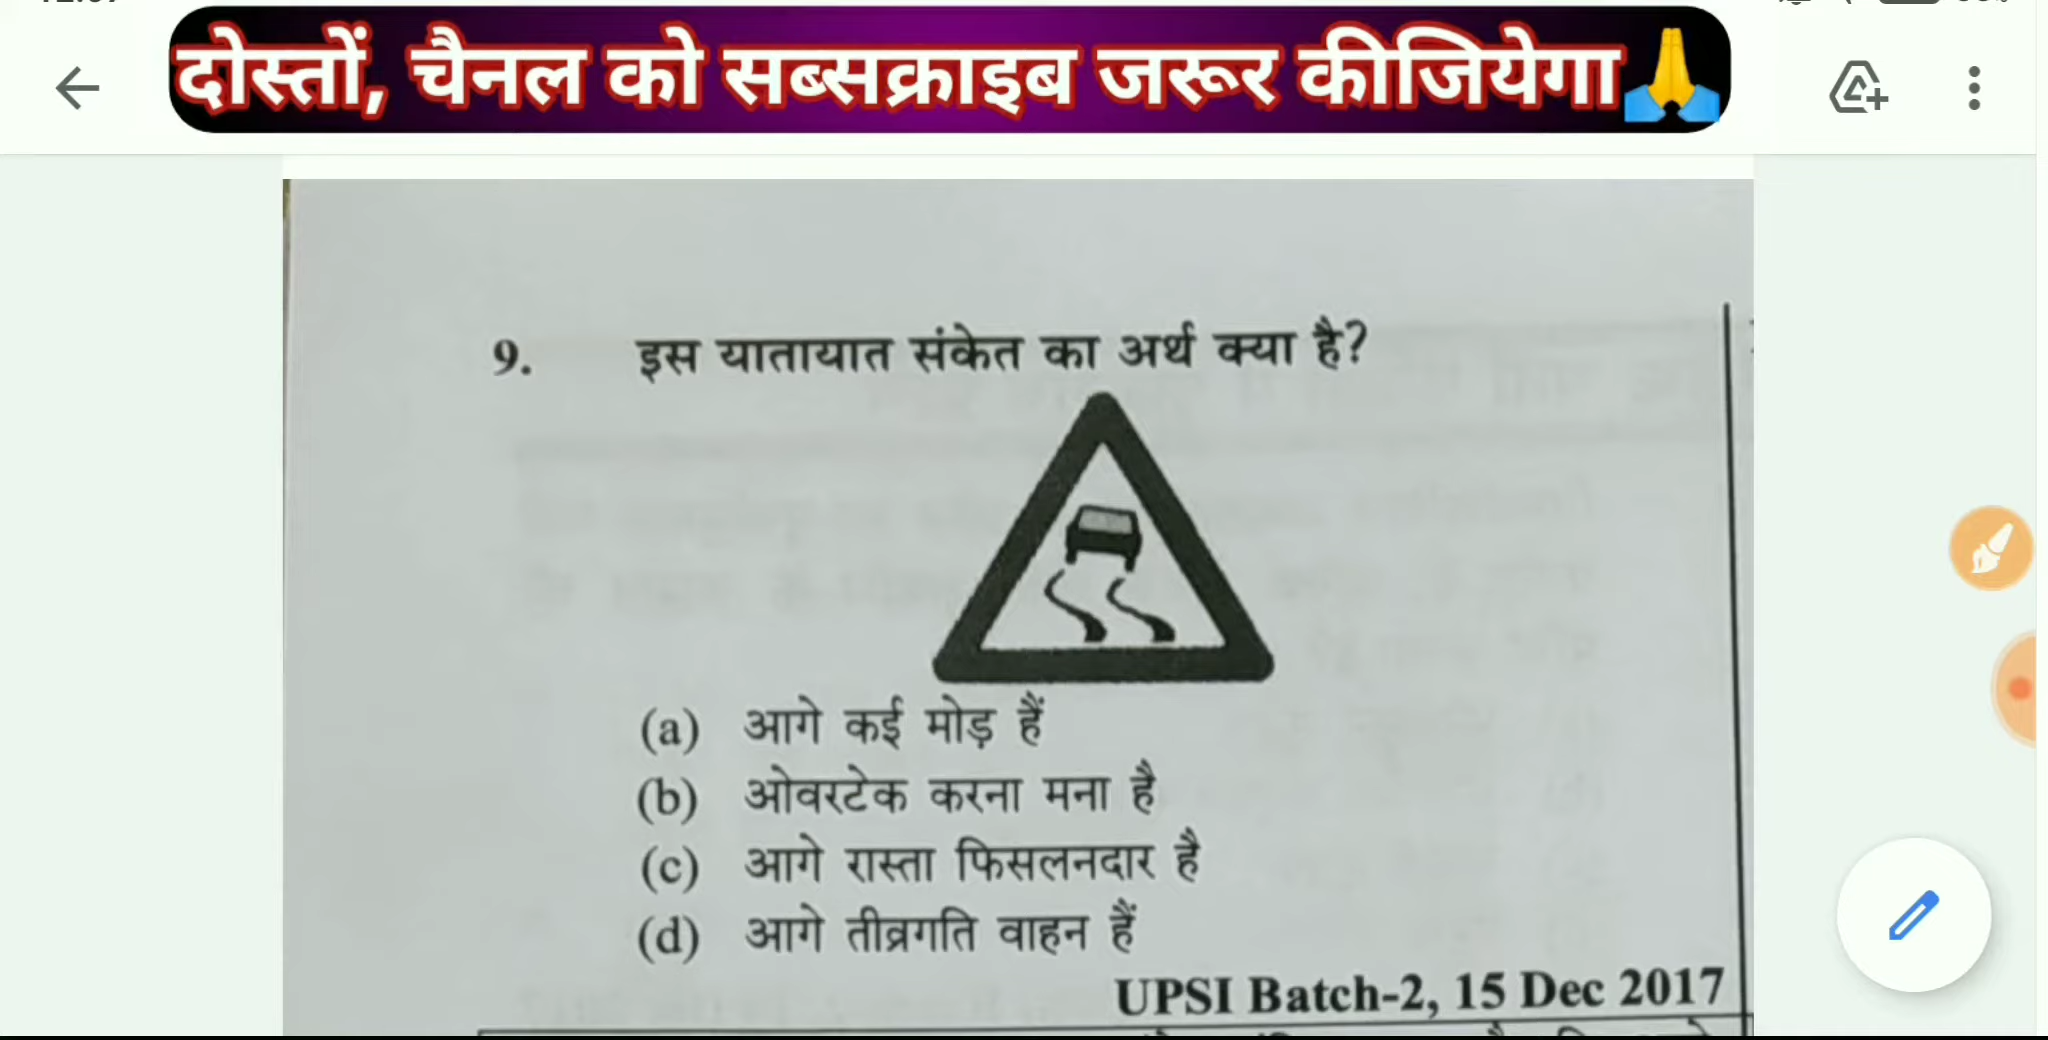 दोस्तों, चैनल को सब्सक्राइब जरूर कीजियेगा🙏
9. इस यातायात संकेत का अर्थ क्या है?
(a) आगे कई मोड़ हैं
(b) ओवरटेक करना मना है
(c) आगे रास्ता फिसलनदार है
(d) आगे तीव्रगति वाहन हैं
UPSI Batch-2, 15 Dec 2017